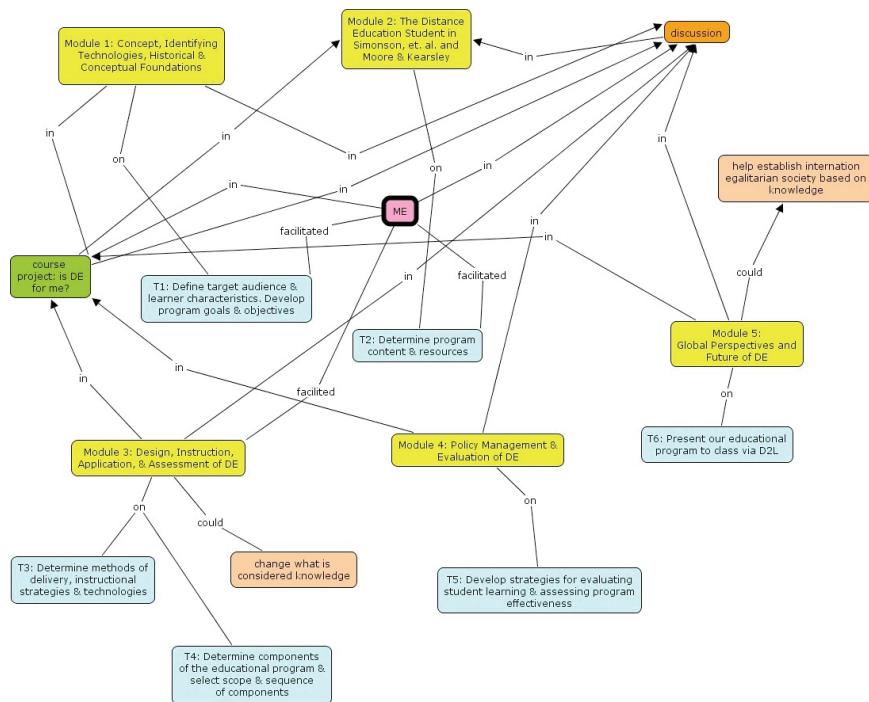 Module 1: Concept, Identifying
Technologies, Historical &
Conceptual Foundations
Module 2: The Distance
Education Student in
Simonson, et. al. and
Moore & Kearsley
discussion
in
in
in
on
in
on
in
in
in
in
help establish internation
egalitarian society based on
knowledge
ME
facilitated
in
in
course
project: is DE
for me?
T1: Define target audience &
learner characteristics. Develop
program goals & objectives
facilitated
in
could
T2: Determine program
content & resources
Module 5:
Global Perspectives and
Future of DE
in
in
facilited
on
Module 3: Design, Instruction,
Application, & Assessment of DE
Module 4: Policy Management &
Evaluation of DE
T6: Present our educational
program to class via D2L
on
could
on
T3: Determine methods of
delivery, instructional
strategies & technologies
change what is
considered knowledge
T5: Develop strategies for evaluating
student learning & assessing program
effectiveness
T4: Determine components
of the educational program &
select scope & sequence
of components